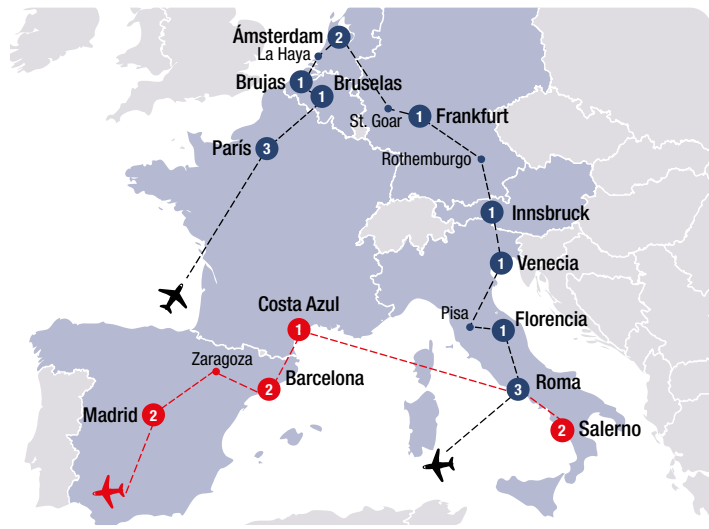 Ámsterdam
2
La Haya
Brujas
1
Bruselas
1
St. Goar
1
Frankfurt
París
3
Rothemburgo
1
Innsbruck
1
Venecia
Costa Azul
1
Pisa
Florencia
1
Zaragoza
Barcelona
2
Roma
3
Madrid
2
2
Salerno